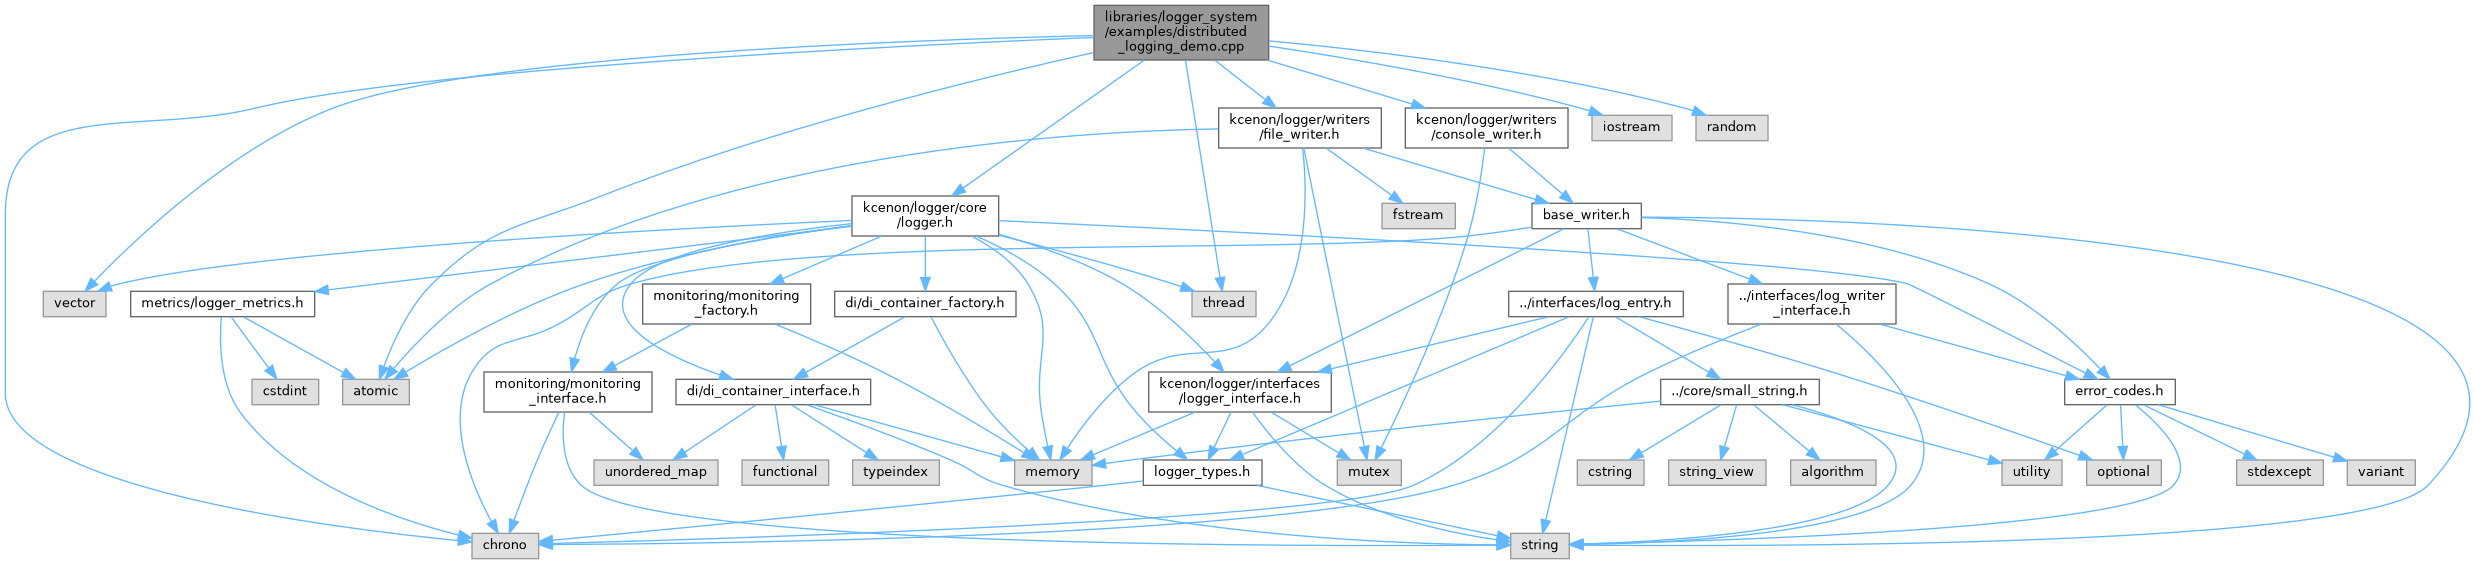 libraries/logger_system
/examples/distributed
_logging_demo.cpp
kcenon/logger/writers
/file_writer.h
kcenon/logger/writers
/console_writer.h
iostream
random
kcenon/logger/core
/logger.h
fstream
base_writer.h
vector
metrics/logger_metrics.h
monitoring/monitoring
_factory.h
di/di_container_factory.h
thread
../interfaces/log_entry.h
../interfaces/log_writer
_interface.h
cstdint
atomic
monitoring/monitoring
_interface.h
di/di_container_interface.h
kcenon/logger/interfaces
/logger_interface.h
../core/small_string.h
error_codes.h
unordered_map
functional
typeindex
memory
logger_types.h
mutex
cstring
string_view
algorithm
utility
optional
stdexcept
variant
chrono
string